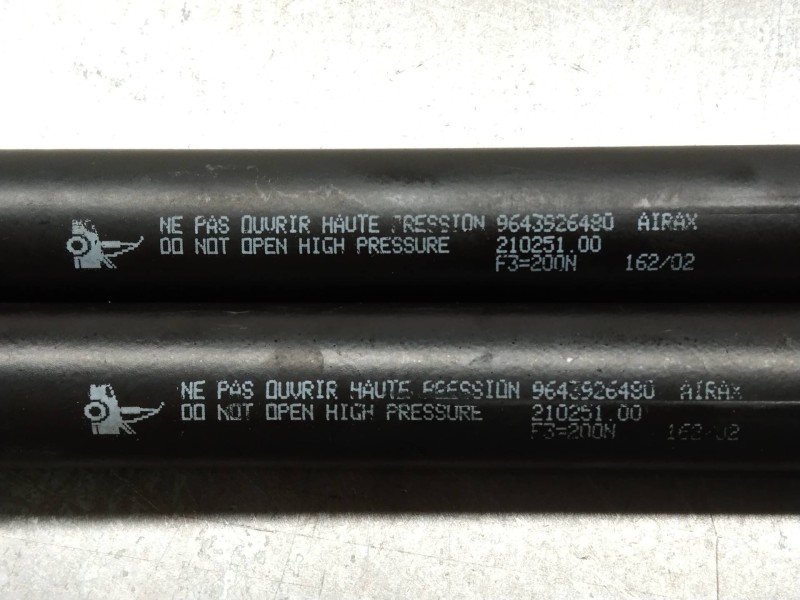 NE PAS OUVRIR HAUTE PRESSION 9643926480 AIRAX
DO NOT OPEN HIGH PRESSURE 210251.00
F3=200N 162/02
NE PAS OUVRIR HAUTE PRESSION 9643926480 AIRAX
DO NOT OPEN HIGH PRESSURE 210251.00
F3=200N 162/02